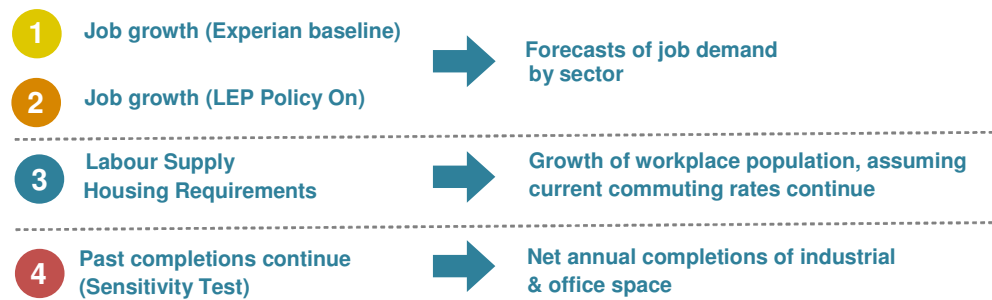 1 Job growth (Experian baseline)
2 Job growth (LEP Policy On)
Forecasts of job demand
by sector
3 Labour Supply
Housing Requirements
Growth of workplace population, assuming
current commuting rates continue
4 Past completions continue
(Sensitivity Test)
Net annual completions of industrial
& office space